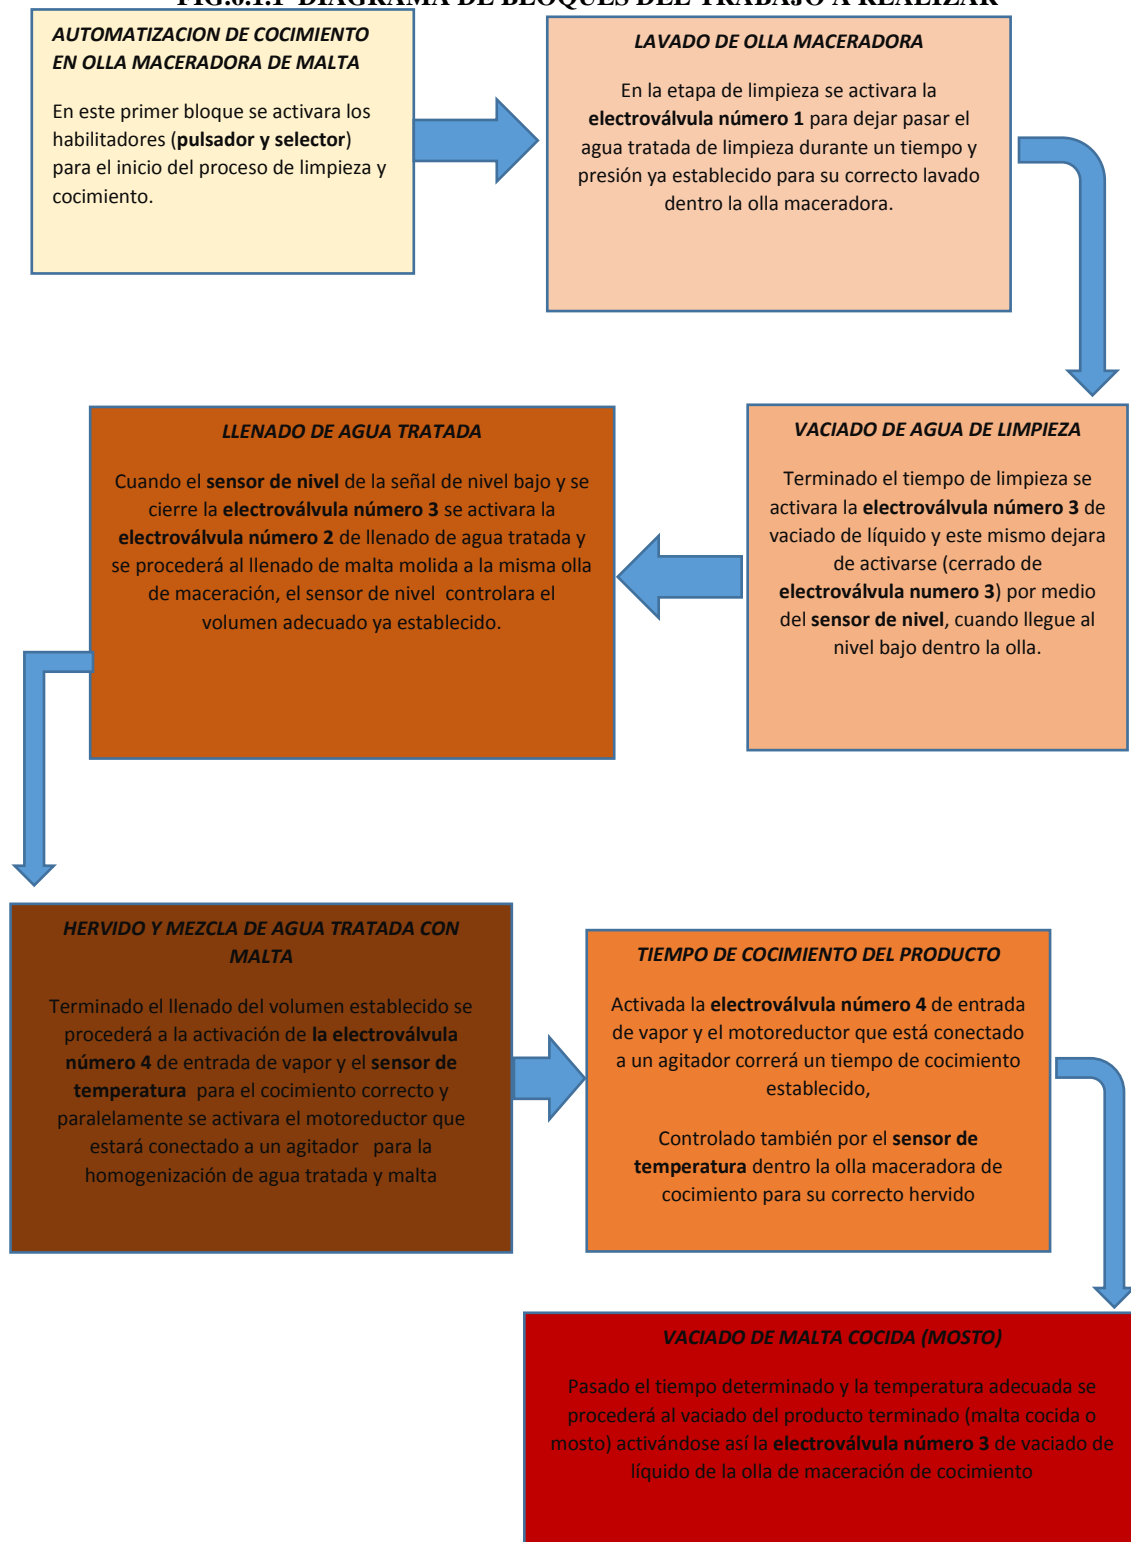 FIG.6.1.1 DIAGRAMA DE BLOQUES DEL TRABAJO A REALIZAR
AUTOMATIZACION DE COCIMIENTO
EN OLLA MACERADORA DE MALTA
En este primer bloque se activara los
habilitadores (pulsador y selector)
para el inicio del proceso de limpieza y
cocimiento.
LAVADO DE OLLA MACERADORA
En la etapa de limpieza se activara la
electroválvula número 1 para dejar pasar el
agua tratada de limpieza durante un tiempo y
presión ya establecido para su correcto lavado
dentro la olla maceradora.
VACIADO DE AGUA DE LIMPIEZA
Terminado el tiempo de limpieza se
activara la electroválvula número 3 de
vaciado de líquido y este mismo dejara
de activarse (cerrado de
electroválvula numero 3) por medio
del sensor de nivel, cuando llegue al
nivel bajo dentro la olla.
LLENADO DE AGUA TRATADA
Cuando el sensor de nivel de la señal de nivel bajo y se
cierre la electroválvula número 3 se activara la
electroválvula número 2 de llenado de agua tratada y
se procederá al llenado de malta molida a la misma olla
de maceración, el sensor de nivel controlara el
volumen adecuado ya establecido.
HERVIDO Y MEZCLA DE AGUA TRATADA CON
MALTA
Terminado el llenado del volumen establecido se
procederá a la activación de la electroválvula
número 4 de entrada de vapor y el sensor de
temperatura para el cocimiento correcto y
paralelamente se activara el motoreductor que
estará conectado a un agitador para la
homogenización de agua tratada y malta
TIEMPO DE COCIMIENTO DEL PRODUCTO
Activada la electroválvula número 4 de entrada
de vapor y el motoreductor que está conectado
a un agitador correrá un tiempo de cocimiento
establecido,
Controlado también por el sensor de
temperatura dentro la olla maceradora de
cocimiento para su correcto hervido
VACIADO DE MALTA COCIDA (MOSTO)
Pasado el tiempo determinado y la temperatura adecuada se
procederá al vaciado del producto terminado (malta cocida o
mosto) activándose así la electroválvula número 3 de vaciado de
líquido de la olla de maceración de cocimiento